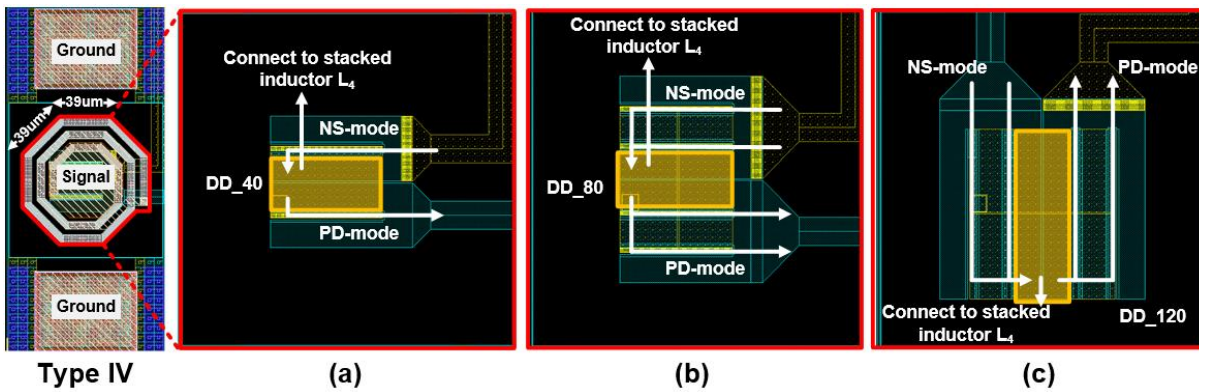 Ground
39um
39um
Signal
Ground
Type IV
Connect to stacked
inductor L₄
NS-mode
DD_40
PD-mode
(a)
Connect to stacked
inductor L₄
NS-mode
DD_80
PD-mode
(b)
NS-mode
PD-mode
Connect to stacked
inductor L₄
DD_120
(c)